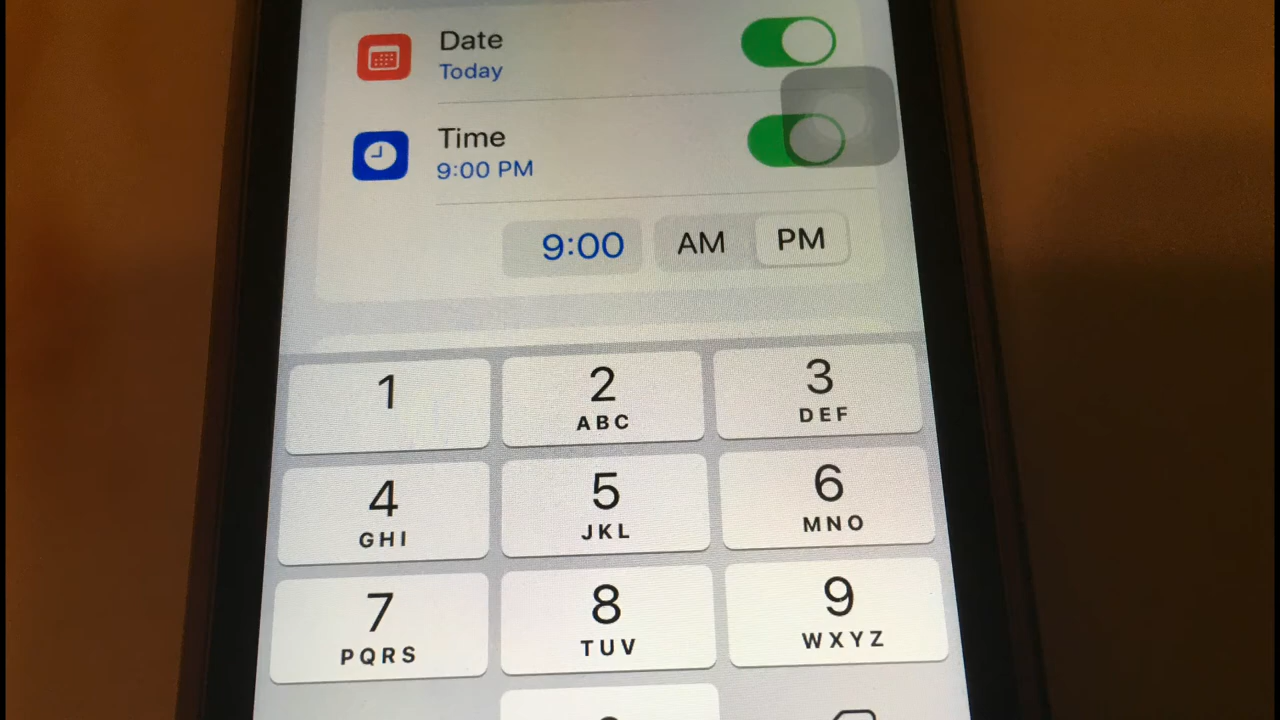 Date
Today
Time
9:00 PM
9:00 AM PM
1 2 3
ABC DEF
4 5 6
GHI JKL MNO
7 8 9
PQRS TUV WXYZ